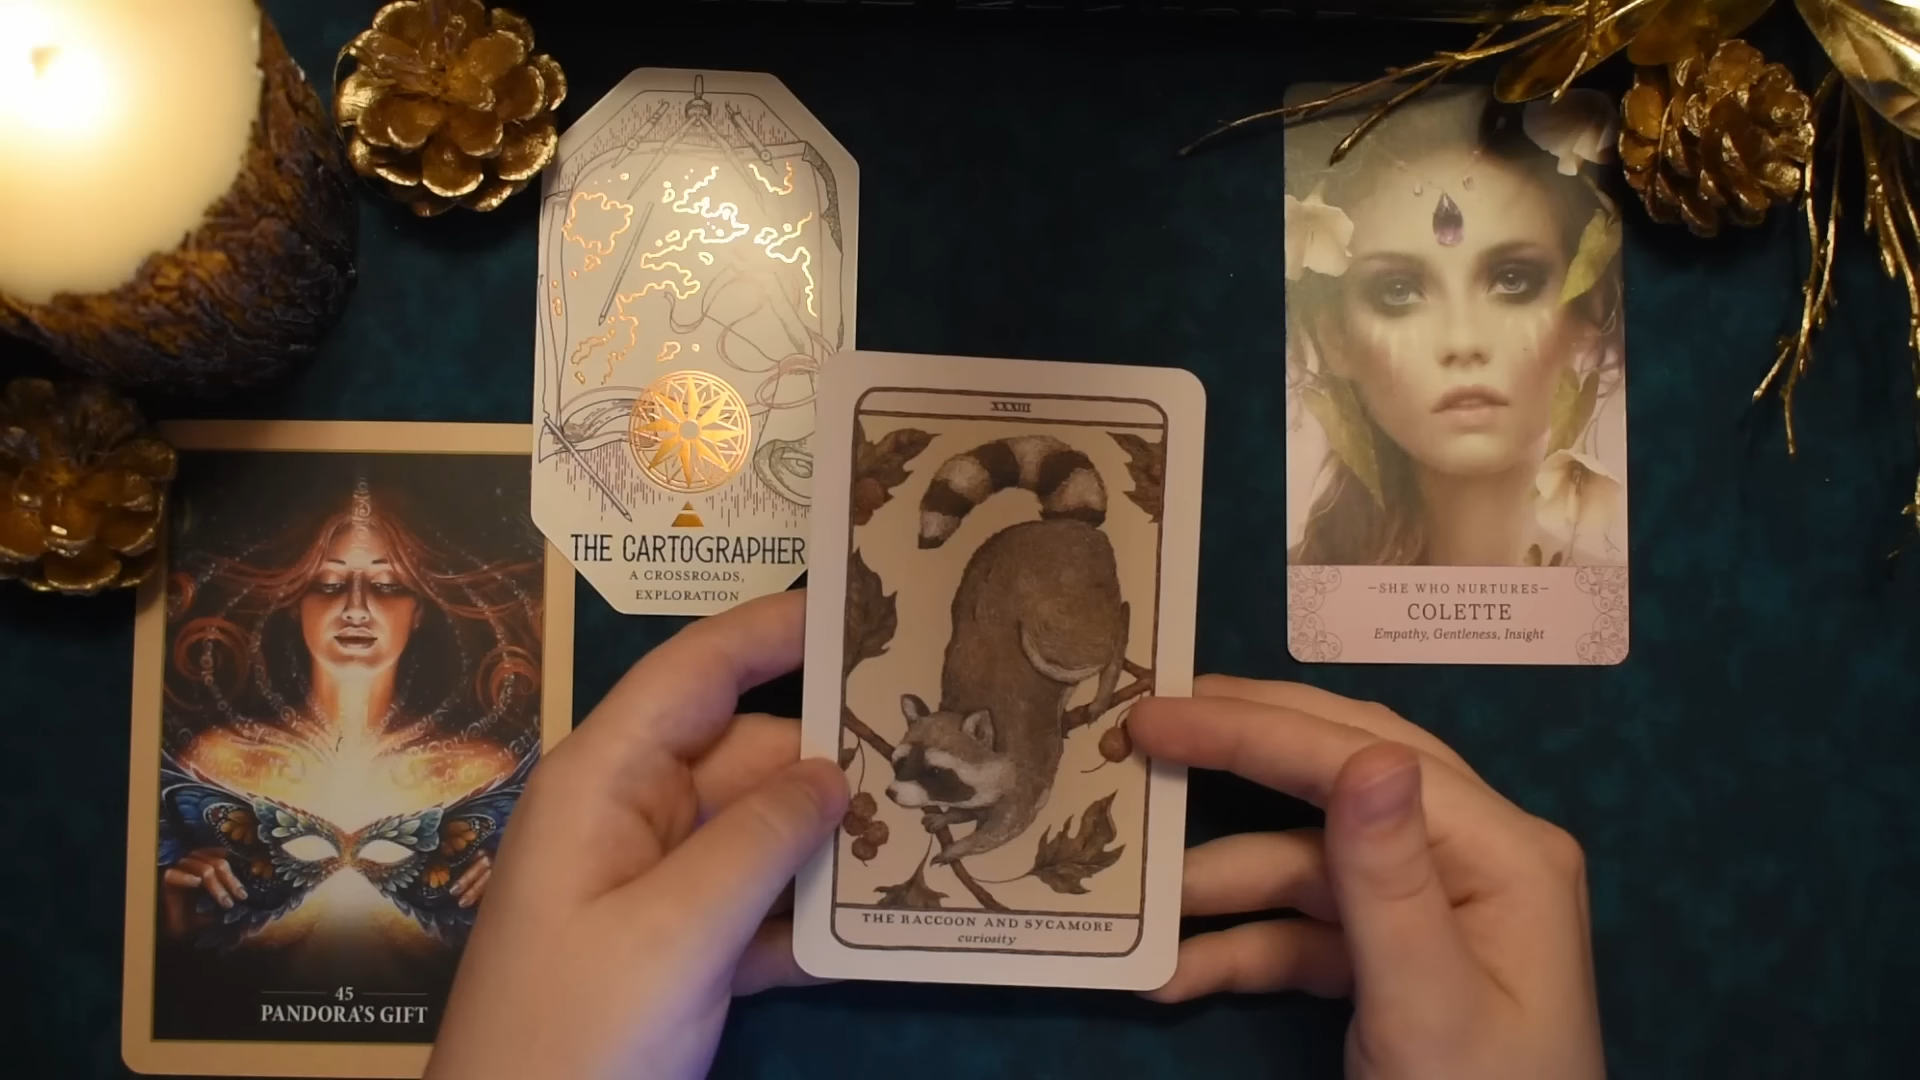 THE CARTOGRAPHER
A CROSSROADS,
EXPLORATION
XXXIII
THE RACCOON AND SYCAMORE
curiosity
-SHE WHO NURTURES-
COLETTE
Empathy, Gentleness, Insight
45
PANDORA'S GIFT